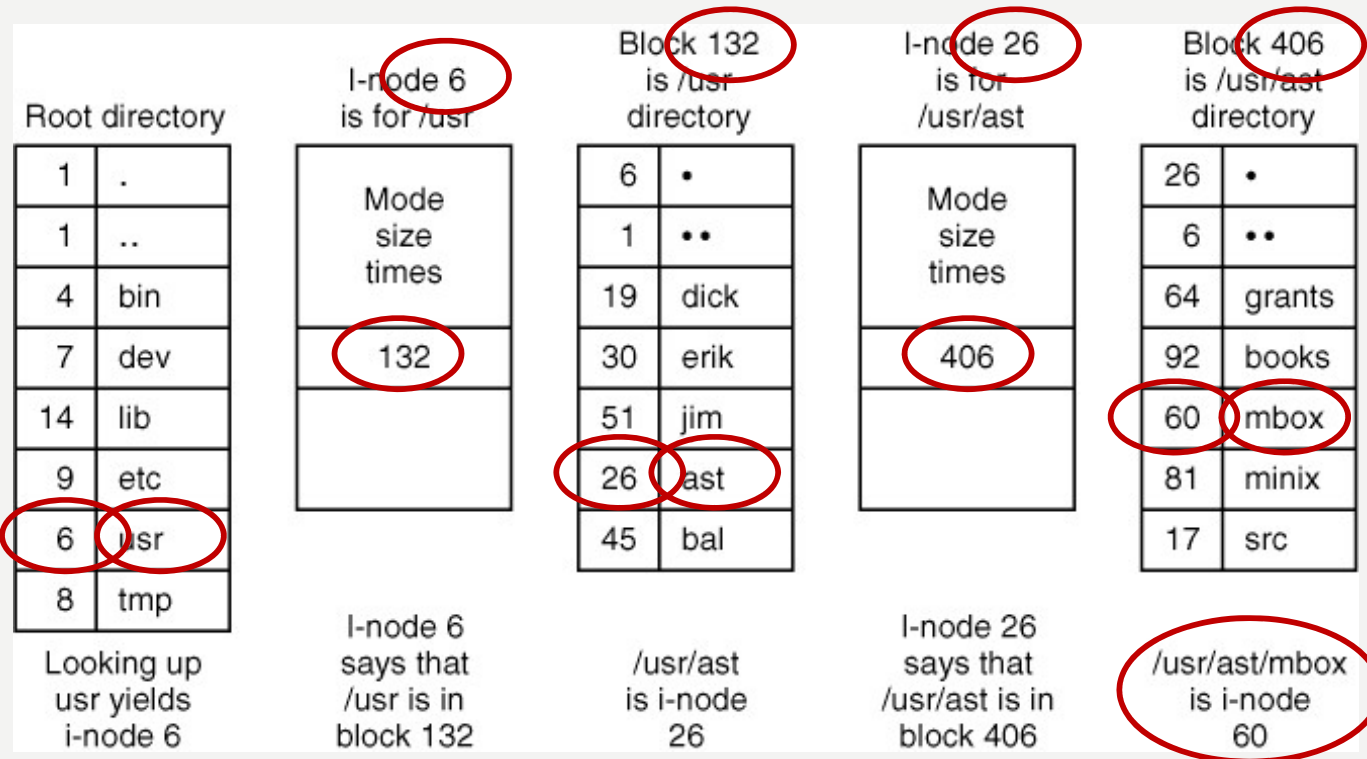 Root directory
1 .
1 ..
4 bin
7 dev
14 lib
9 etc
6 usr
8 tmp
Looking up
usr yields
i-node 6
I-node 6
is for /usr
Mode
size
times
132
I-node 6
says that
/usr is in
block 132
Block 132
is /usr
directory
6 •
1 ••
19 dick
30 erik
51 jim
26 ast
45 bal
/usr/ast
is i-node
26
I-node 26
is for
/usr/ast
Mode
size
times
406
I-node 26
says that
/usr/ast is in
block 406
Block 406
is /usr/ast
directory
26 •
6 ••
64 grants
92 books
60 mbox
81 minix
17 src
/usr/ast/mbox
is i-node
60